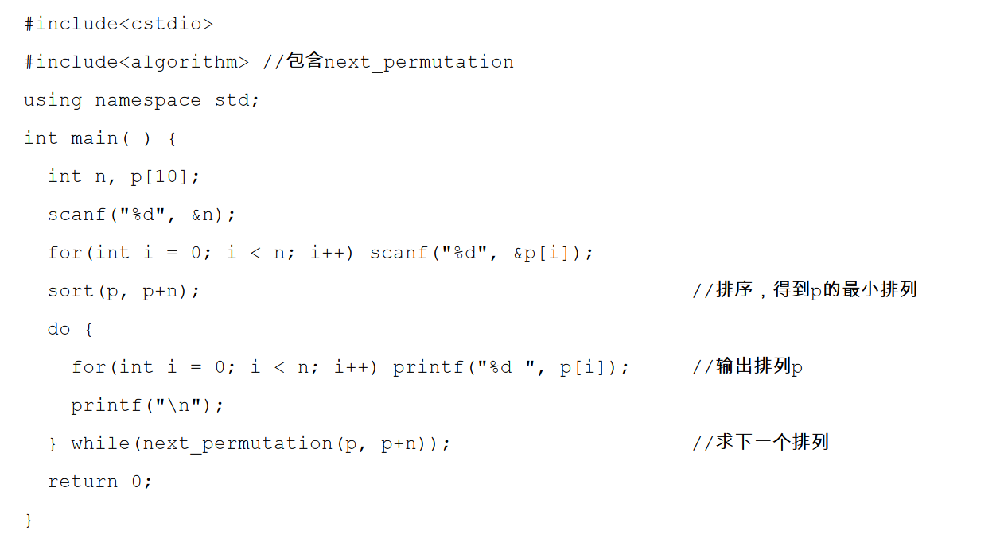 #include<cstdio>
#include<algorithm> //包含next_permutation
using namespace std;
int main( ) {
  int n, p[10];
  scanf("%d", &n);
  for(int i = 0; i < n; i++) scanf("%d", &p[i]);
  sort(p, p+n); //排序，得到p的最小排列
  do {
    for(int i = 0; i < n; i++) printf("%d ", p[i]); //输出排列p
    printf("\n");
  } while(next_permutation(p, p+n)); //求下一个排列
  return 0;
}